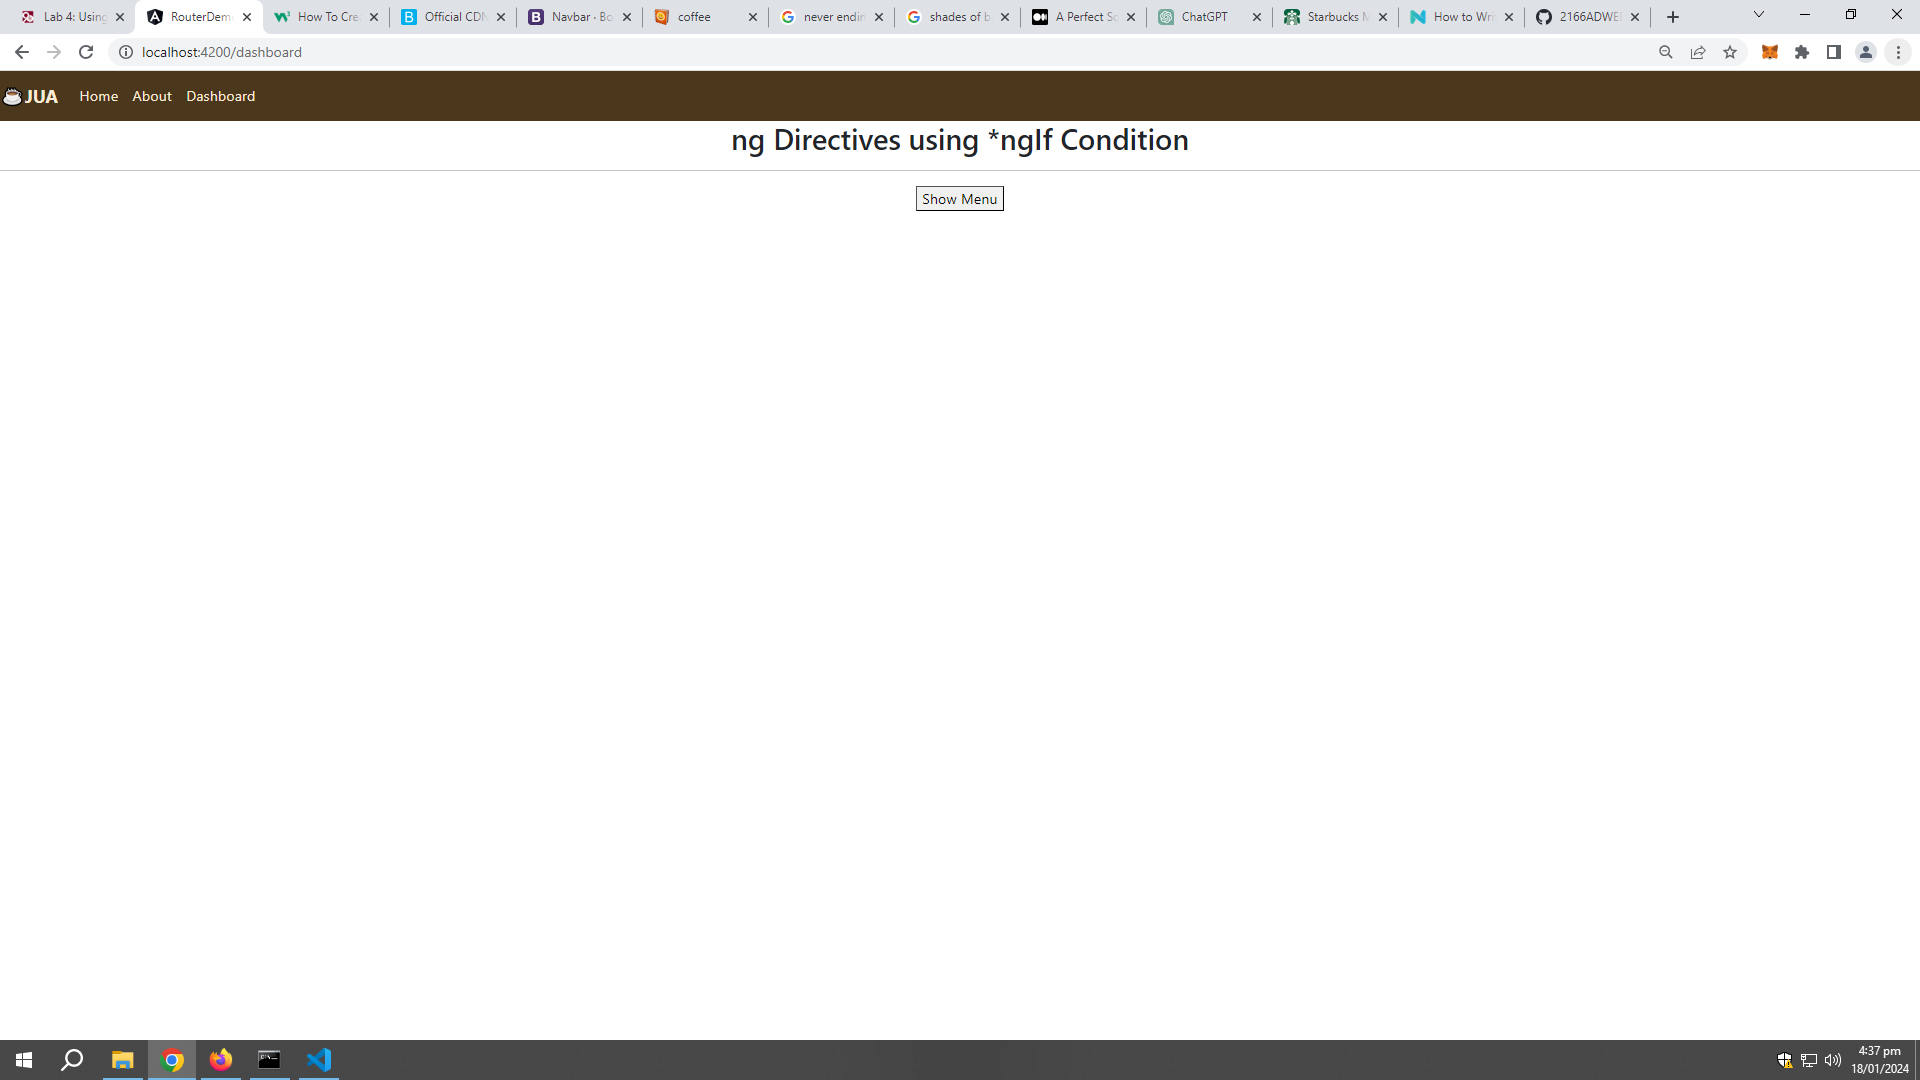 Lab 4: Using
RouterDem
How To Cre
Official CDN
Navbar · Bo
coffee
never endin
shades of b
A Perfect Sc
ChatGPT
Starbucks M
How to Wri
2166ADWE
localhost:4200/dashboard
JUA
Home
About
Dashboard
ng Directives using *ngIf Condition
Show Menu
4:37 pm
18/01/2024